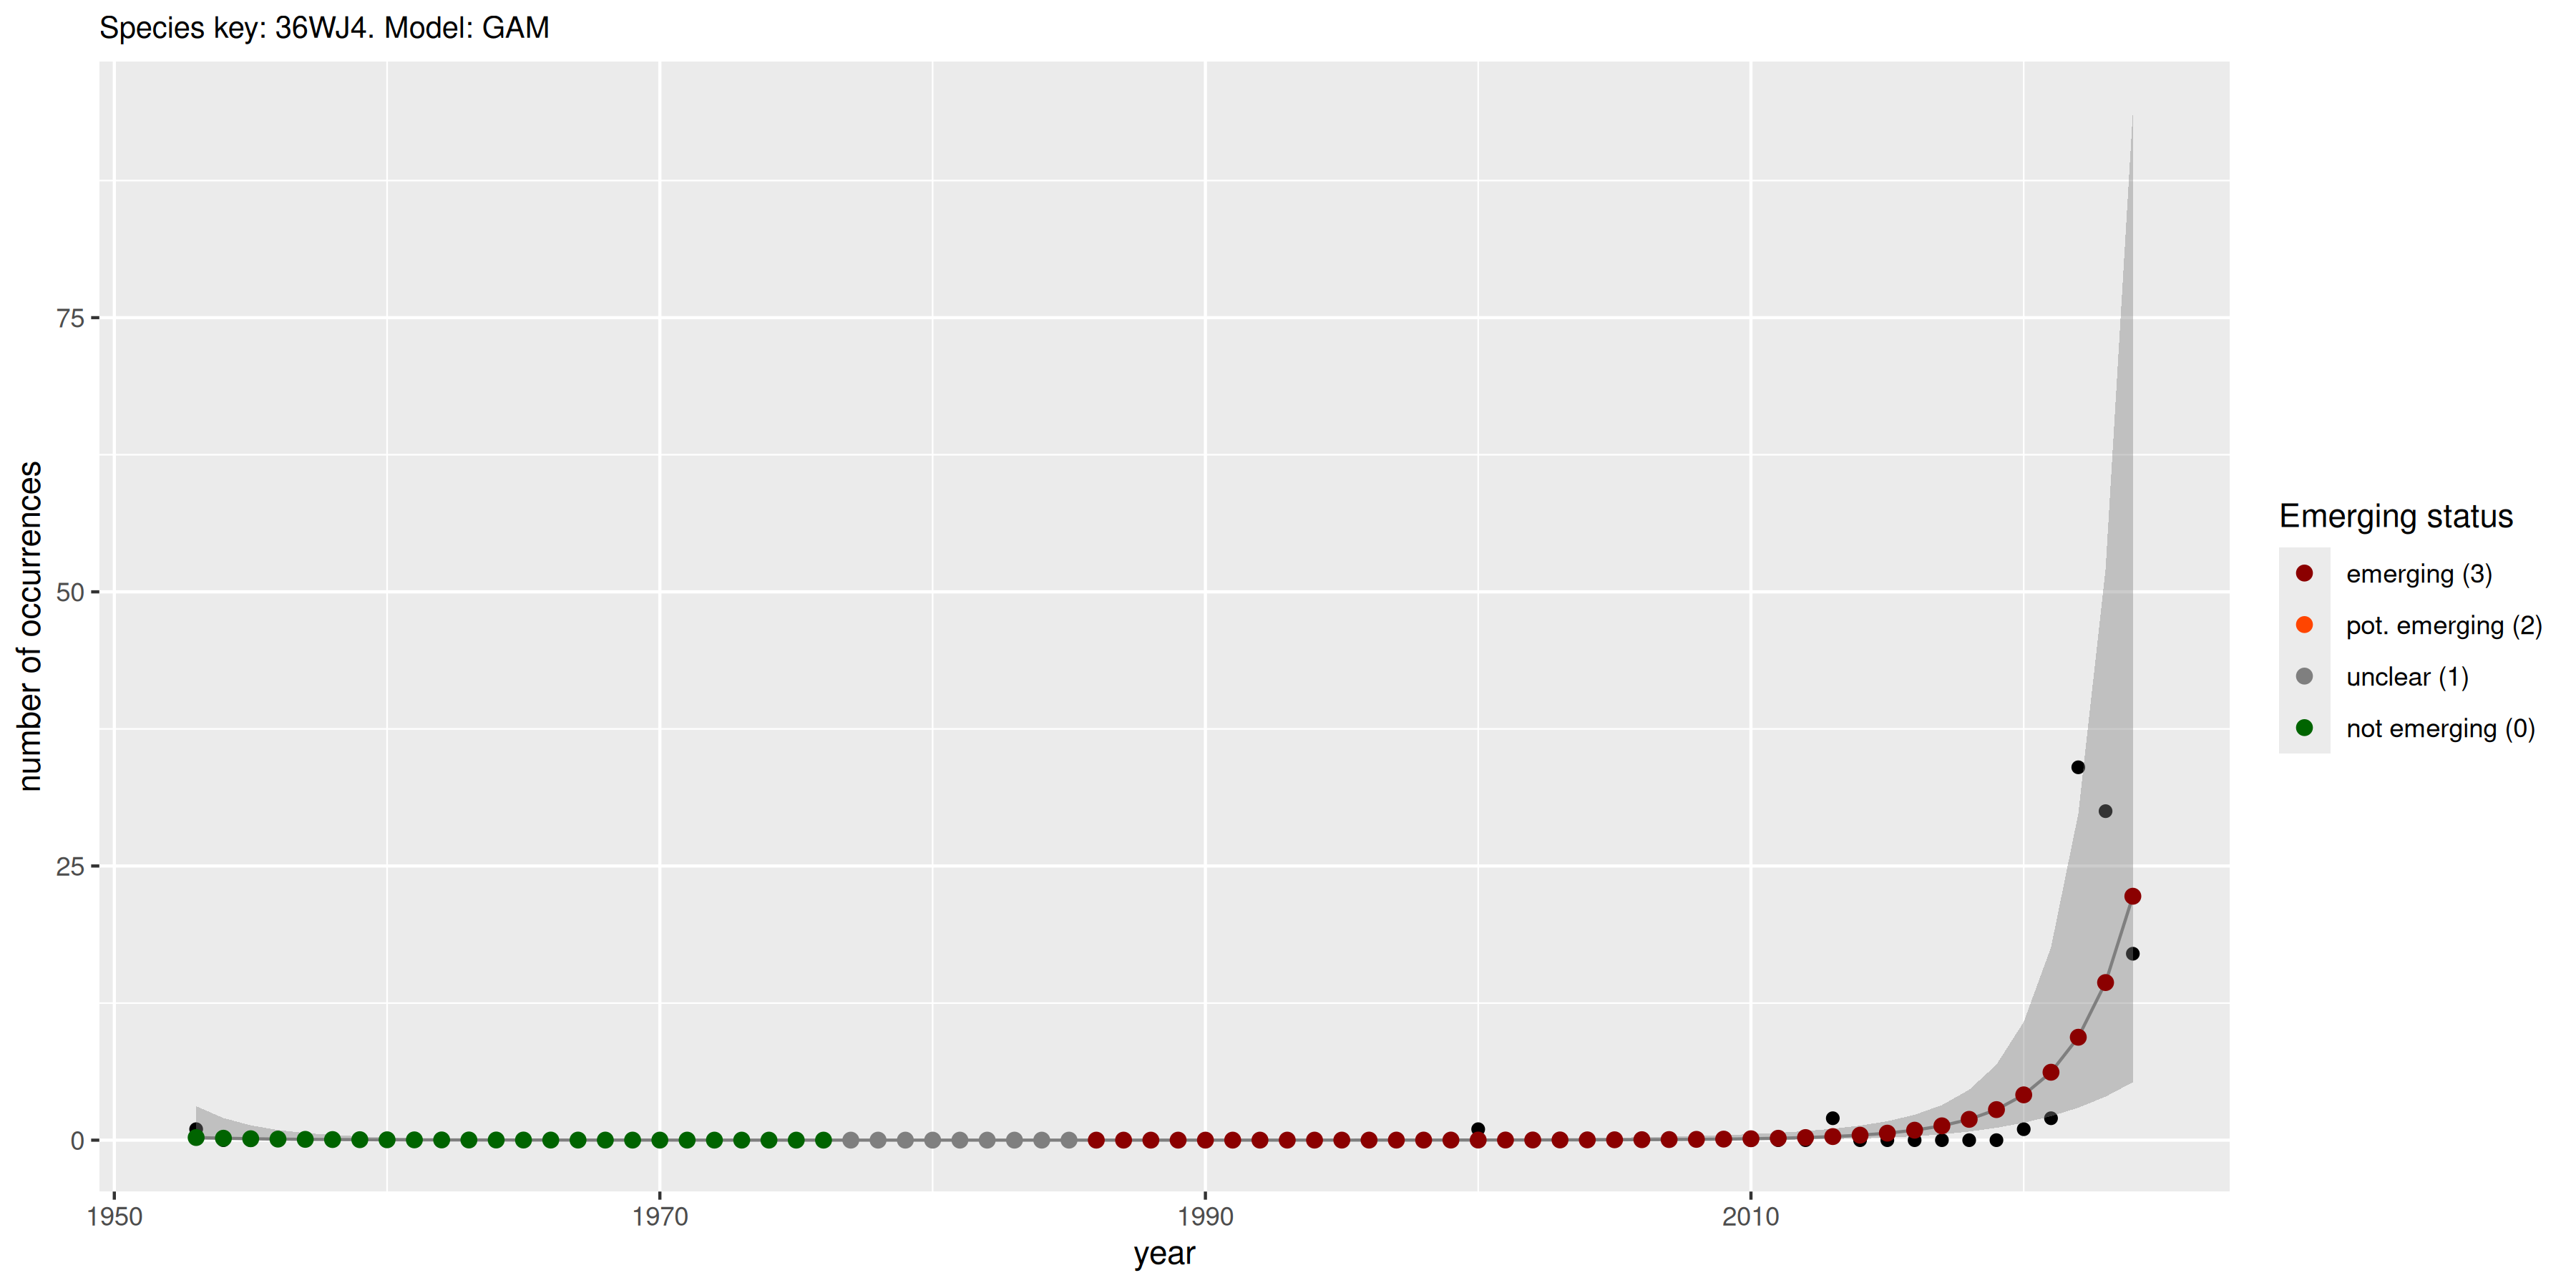 Species key: 36WJ4. Model: GAM
number of occurrences
75
50
25
0
1950
1970
1990
2010
year
Emerging status
emerging (3)
pot. emerging (2)
unclear (1)
not emerging (0)